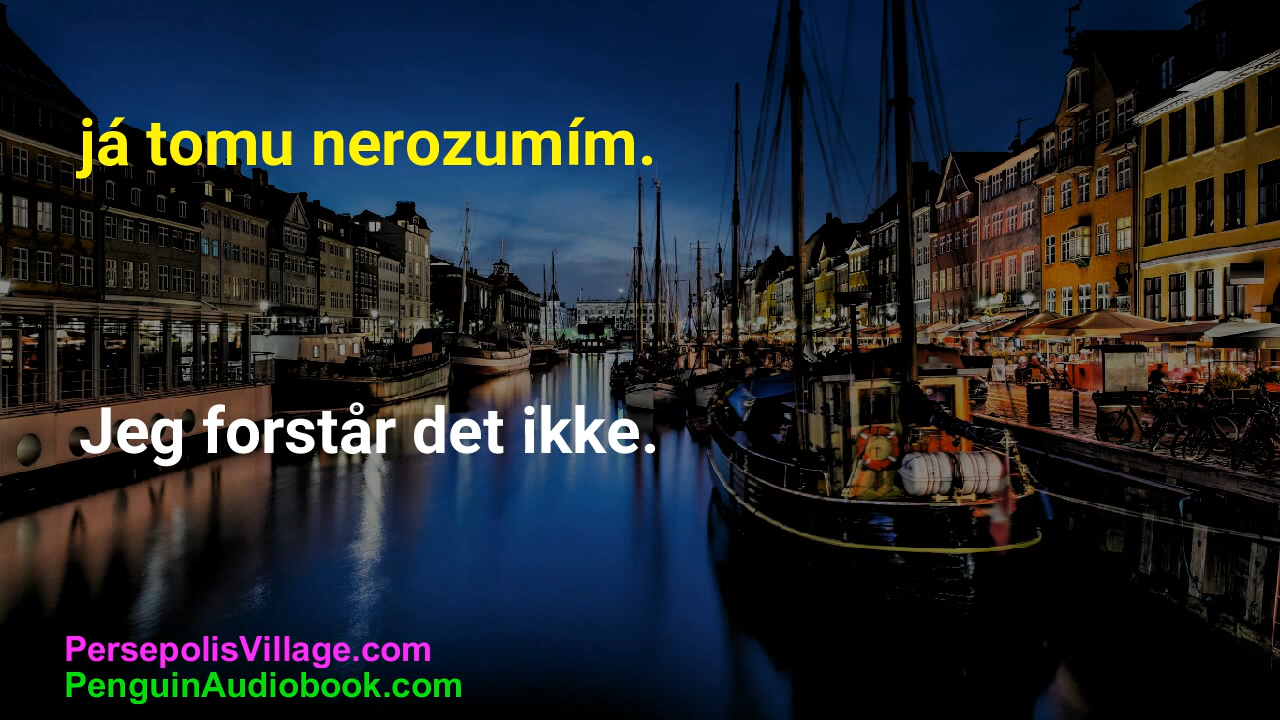 já tomu nerozumím.
Jeg forstår det ikke.
PersepolisVillage.com
PenguinAudiobook.com